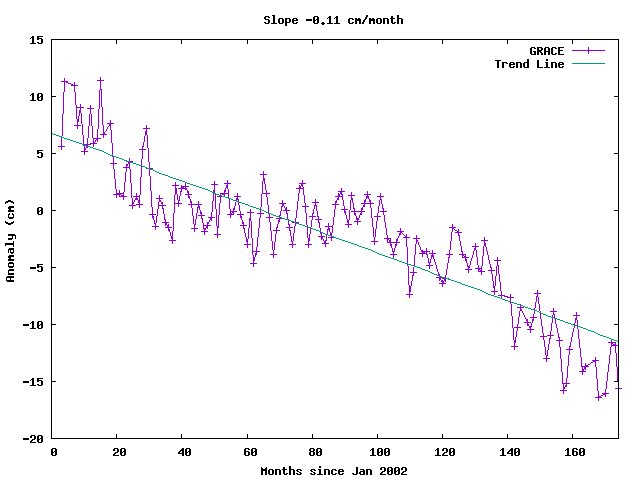 Slope -0.11 cm/month
GRACE
Trend Line
15
10
5
0
-5
-10
-15
-20
Anomaly (cm)
0 20 40 60 80 100 120 140 160
Months since Jan 2002